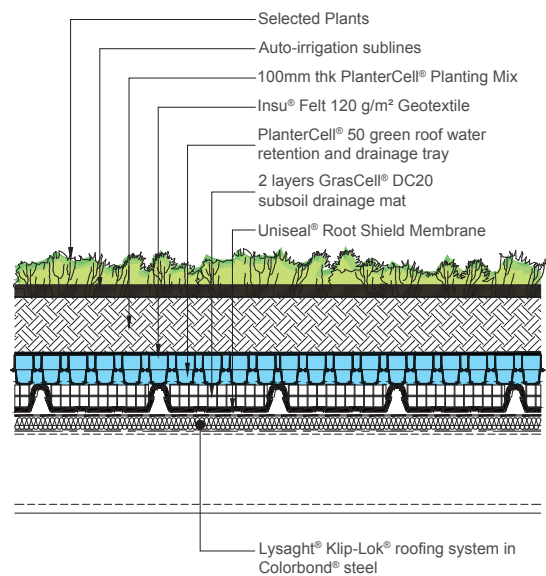 Selected Plants
Auto-irrigation sublines
100mm thk PlanterCell® Planting Mix
Insu® Felt 120 g/m² Geotextile
PlanterCell® 50 green roof water
retention and drainage tray
2 layers GrasCell® DC20
subsoil drainage mat
Uniseal® Root Shield Membrane
Lysaght® Klip-Lok® roofing system in
Colorbond® steel